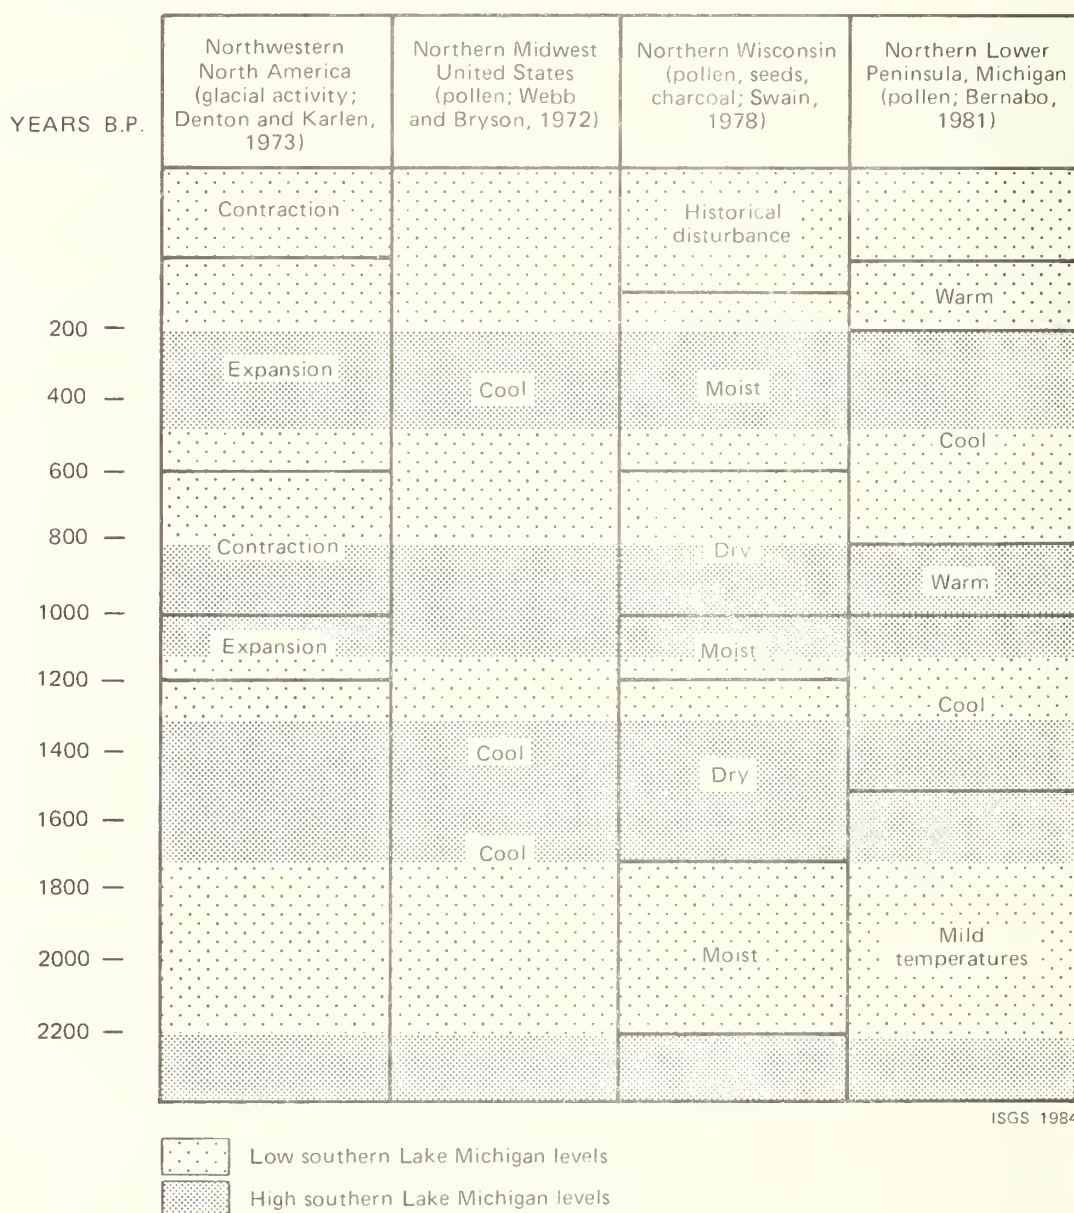 YEARS B.P.
Northwestern
North America
(glacial activity;
Denton and Karlen,
1973)
Northern Midwest
United States
(pollen; Webb
and Bryson, 1972)
Northern Wisconsin
(pollen, seeds,
charcoal; Swain,
1978)
Northern Lower
Peninsula, Michigan
(pollen; Bernabo,
1981)
200
400
600
800
1000
1200
1400
1600
1800
2000
2200
Contraction
Expansion
Contraction
Expansion
Cool
Cool
Cool
Historical
disturbance
Moist
Dry
Moist
Dry
Moist
Warm
Cool
Warm
Cool
Mild
temperatures
ISGS 1984
Low southern Lake Michigan levels
High southern Lake Michigan levels